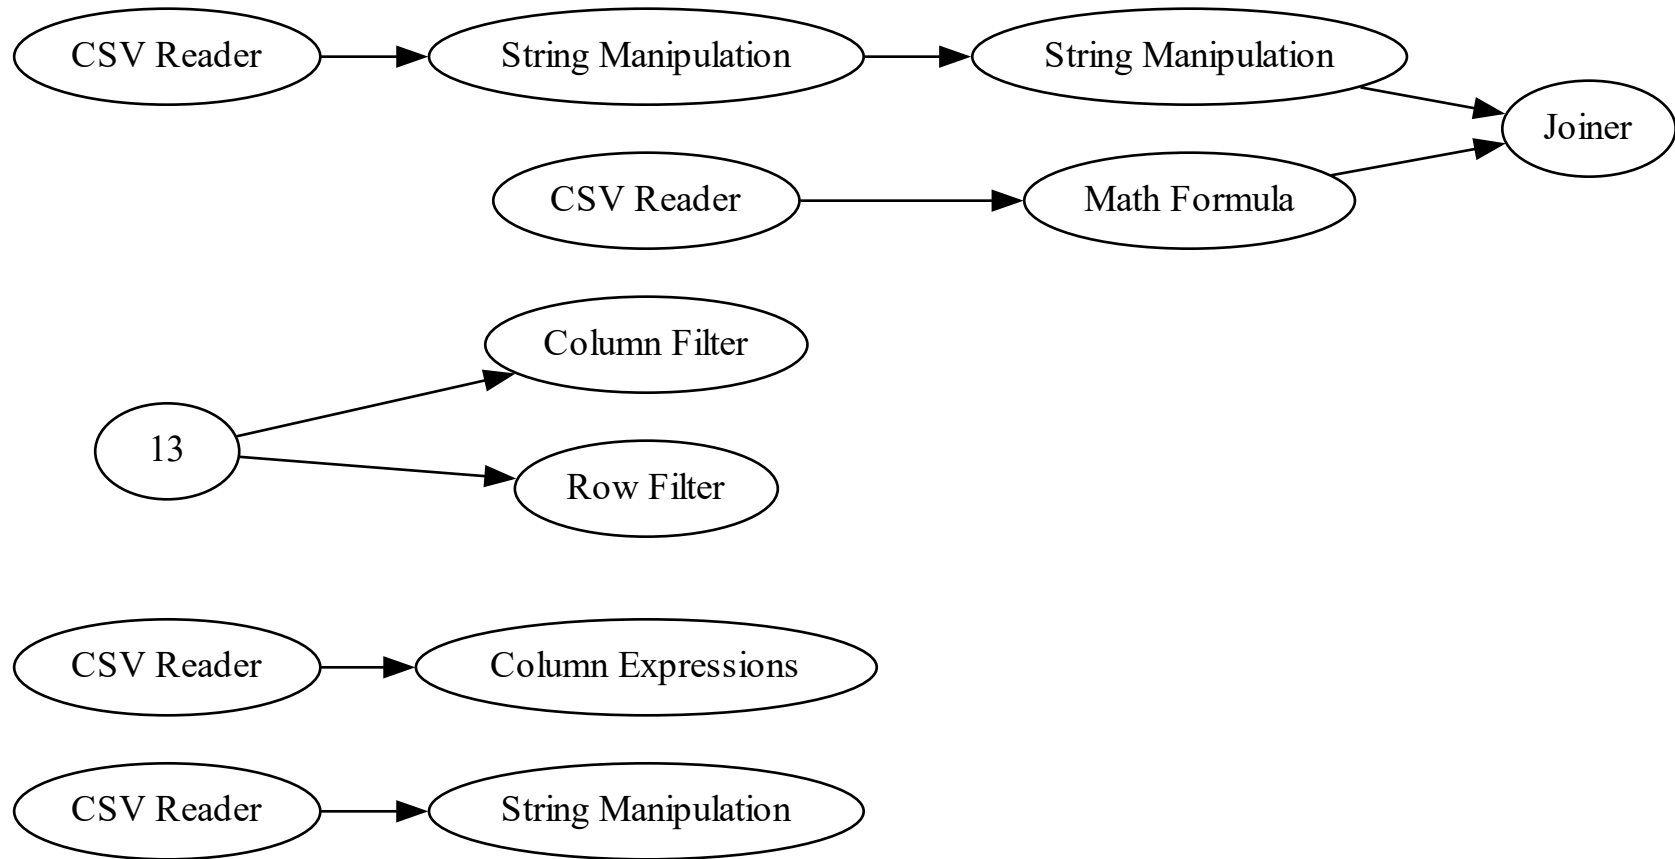 CSV Reader
String Manipulation
String Manipulation
Joiner
CSV Reader
Math Formula
Column Filter
13
Row Filter
CSV Reader
Column Expressions
CSV Reader
String Manipulation